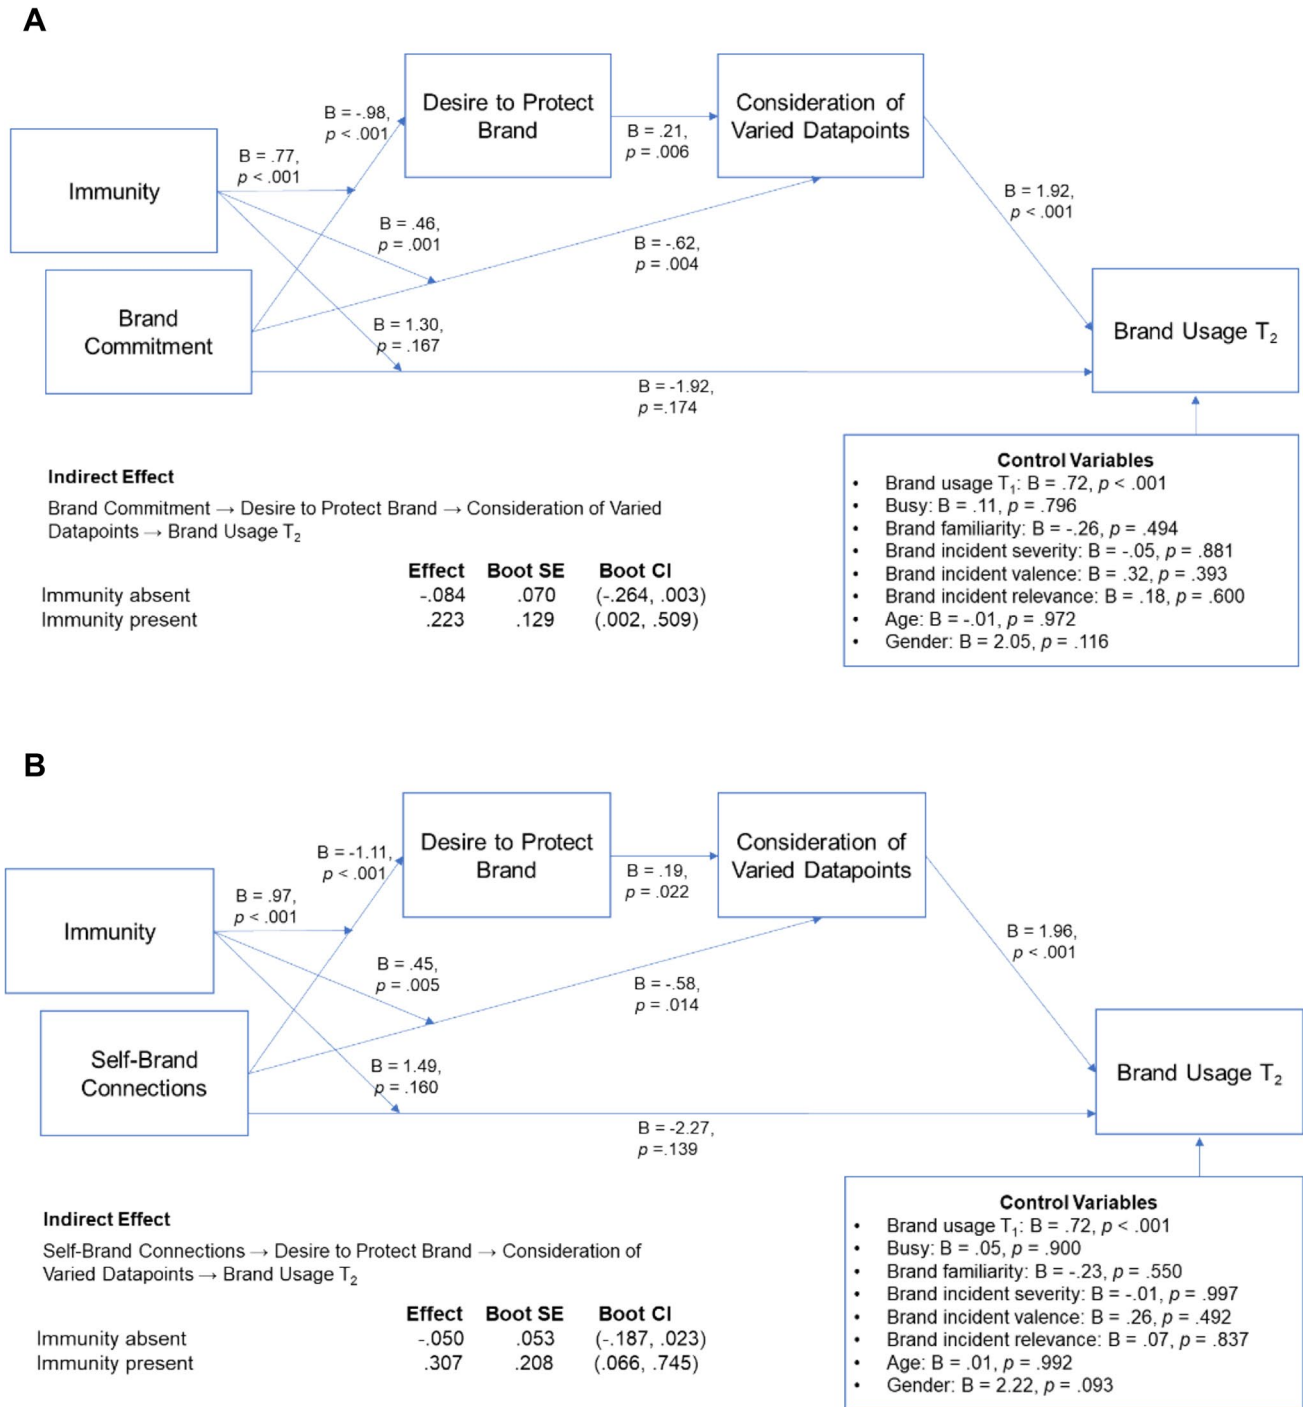 A
Desire to Protect
Brand
Consideration of
Varied Datapoints
B = -.98,
p < .001
B = .21,
p = .006
B = .77,
p < .001
Immunity
B = 1.92,
p < .001
B = .46,
p = .001
B = -.62,
p = .004
Brand
Commitment
B = 1.30,
p = .167
Brand Usage T₂
B = -1.92,
p =.174
Indirect Effect
Brand Commitment → Desire to Protect Brand → Consideration of Varied
Datapoints → Brand Usage T₂
Effect Boot SE Boot CI
Immunity absent -.084 .070 (-.264, .003)
Immunity present .223 .129 (.002, .509)
Control Variables
• Brand usage T₁: B = .72, p < .001
• Busy: B = .11, p = .796
• Brand familiarity: B = -.26, p = .494
• Brand incident severity: B = -.05, p = .881
• Brand incident valence: B = .32, p = .393
• Brand incident relevance: B = .18, p = .600
• Age: B = -.01, p = .972
• Gender: B = 2.05, p = .116
B
Desire to Protect
Brand
Consideration of
Varied Datapoints
B = -1.11,
p < .001
B = .19,
p = .022
B = .97,
p < .001
Immunity
B = 1.96,
p < .001
B = .45,
p = .005
B = -.58,
p = .014
Self-Brand
Connections
B = 1.49,
p = .160
Brand Usage T₂
B = -2.27,
p =.139
Indirect Effect
Self-Brand Connections → Desire to Protect Brand → Consideration of
Varied Datapoints → Brand Usage T₂
Effect Boot SE Boot CI
Immunity absent -.050 .053 (-.187, .023)
Immunity present .307 .208 (.066, .745)
Control Variables
• Brand usage T₁: B = .72, p < .001
• Busy: B = .05, p = .900
• Brand familiarity: B = -.23, p = .550
• Brand incident severity: B = -.01, p = .997
• Brand incident valence: B = .26, p = .492
• Brand incident relevance: B = .07, p = .837
• Age: B = .01, p = .992
• Gender: B = 2.22, p = .093